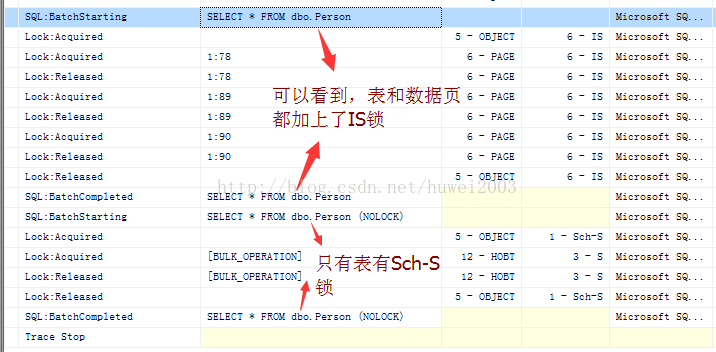 SQL:BatchStarting SELECT * FROM dbo.Person Microsoft SQ...
Lock:Acquired 5 - OBJECT 6 - IS Microsoft SQ...
Lock:Acquired 1:78 6 - PAGE 6 - IS Microsoft SQ...
Lock:Released 1:78 6 - PAGE 6 - IS Microsoft SQ...
Lock:Acquired 1:89 6 - PAGE 6 - IS Microsoft SQ...
Lock:Released 1:89 6 - PAGE 6 - IS Microsoft SQ...
Lock:Acquired 1:90 6 - PAGE 6 - IS Microsoft SQ...
Lock:Released 1:90 6 - PAGE 6 - IS Microsoft SQ...
Lock:Released 5 - OBJECT 6 - IS Microsoft SQ...
可以看到，表和数据页
都加上了IS锁
http://blog.csdn.net/huwei2003
SQL:BatchCompleted SELECT * FROM dbo.Person Microsoft SQ...
SQL:BatchStarting SELECT * FROM dbo.Person (NOLOCK) Microsoft SQ...
Lock:Acquired 5 - OBJECT 1 - Sch-S Microsoft SQ...
Lock:Acquired [BULK_OPERATION] 12 - HOBT 3 - S Microsoft SQ...
Lock:Released [BULK_OPERATION] 12 - HOBT 3 - S Microsoft SQ...
Lock:Released 5 - OBJECT 1 - Sch-S Microsoft SQ...
只有表有Sch-S
锁
SQL:BatchCompleted SELECT * FROM dbo.Person (NOLOCK) Microsoft SQ...
Trace Stop